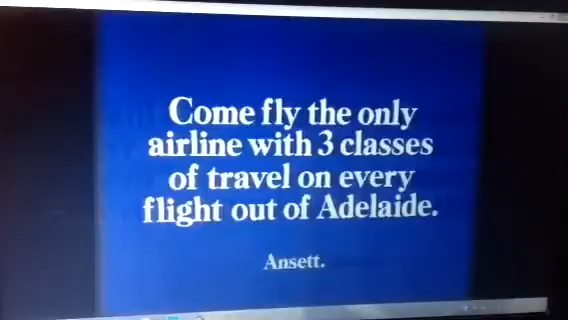 Come fly the only
airline with 3 classes
of travel on every
flight out of Adelaide.
Ansett.